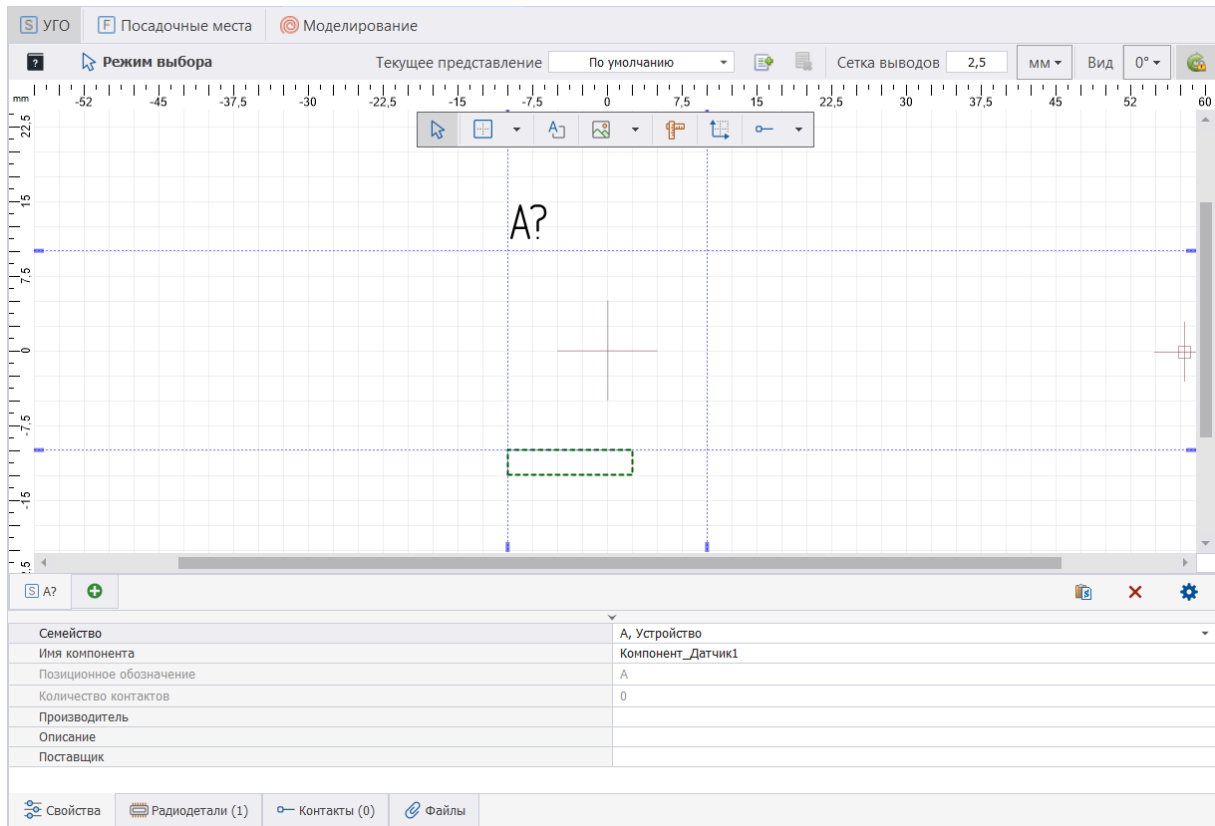 S УГО F Посадочные места Моделирование
? Режим выбора Текущее представление По умолчанию Сетка выводов 2,5 мм Вид 0°
mm -52 -45 -37,5 -30 -22,5 -15 -7,5 0 7,5 15 22,5 30 37,5 45 52 60
22,5
A
15
A?
7,5
0
-7,5
-15
S A?
Семейство А, Устройство
Имя компонента Компонент_Датчик1
Позиционное обозначение А
Количество контактов 0
Производитель
Описание
Поставщик
Свойства Радиодетали (1) Контакты (0) Файлы